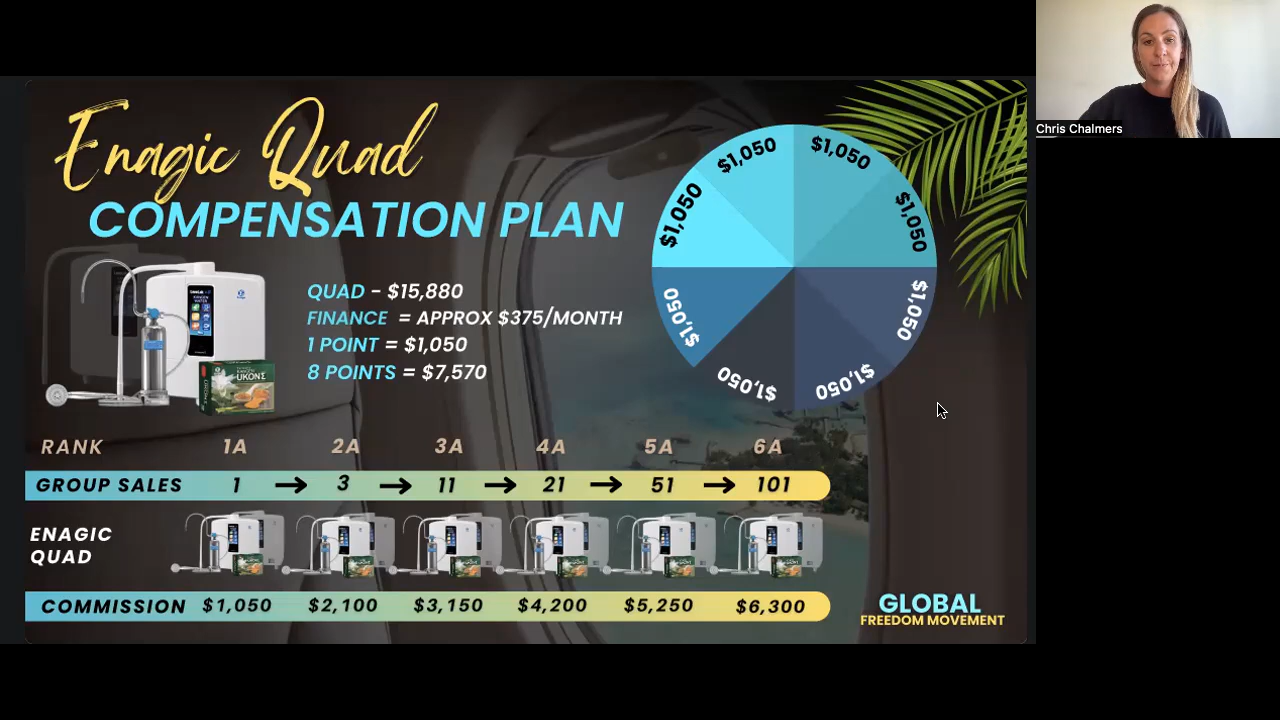 Chris Chalmers
Enagic Quad
COMPENSATION PLAN
QUAD - $15,880
FINANCE = APPROX $375/MONTH
1 POINT = $1,050
8 POINTS = $7,570
$1,050
$1,050
$1,050
$1,050
$1,050
$1,050
$1,050
$1,050
RANK 1A 2A 3A 4A 5A 6A
GROUP SALES 1 → 3 → 11 → 21 → 51 → 101
ENAGIC
QUAD
UKON Σ
COMMISSION $1,050 $2,100 $3,150 $4,200 $5,250 $6,300
GLOBAL
FREEDOM MOVEMENT